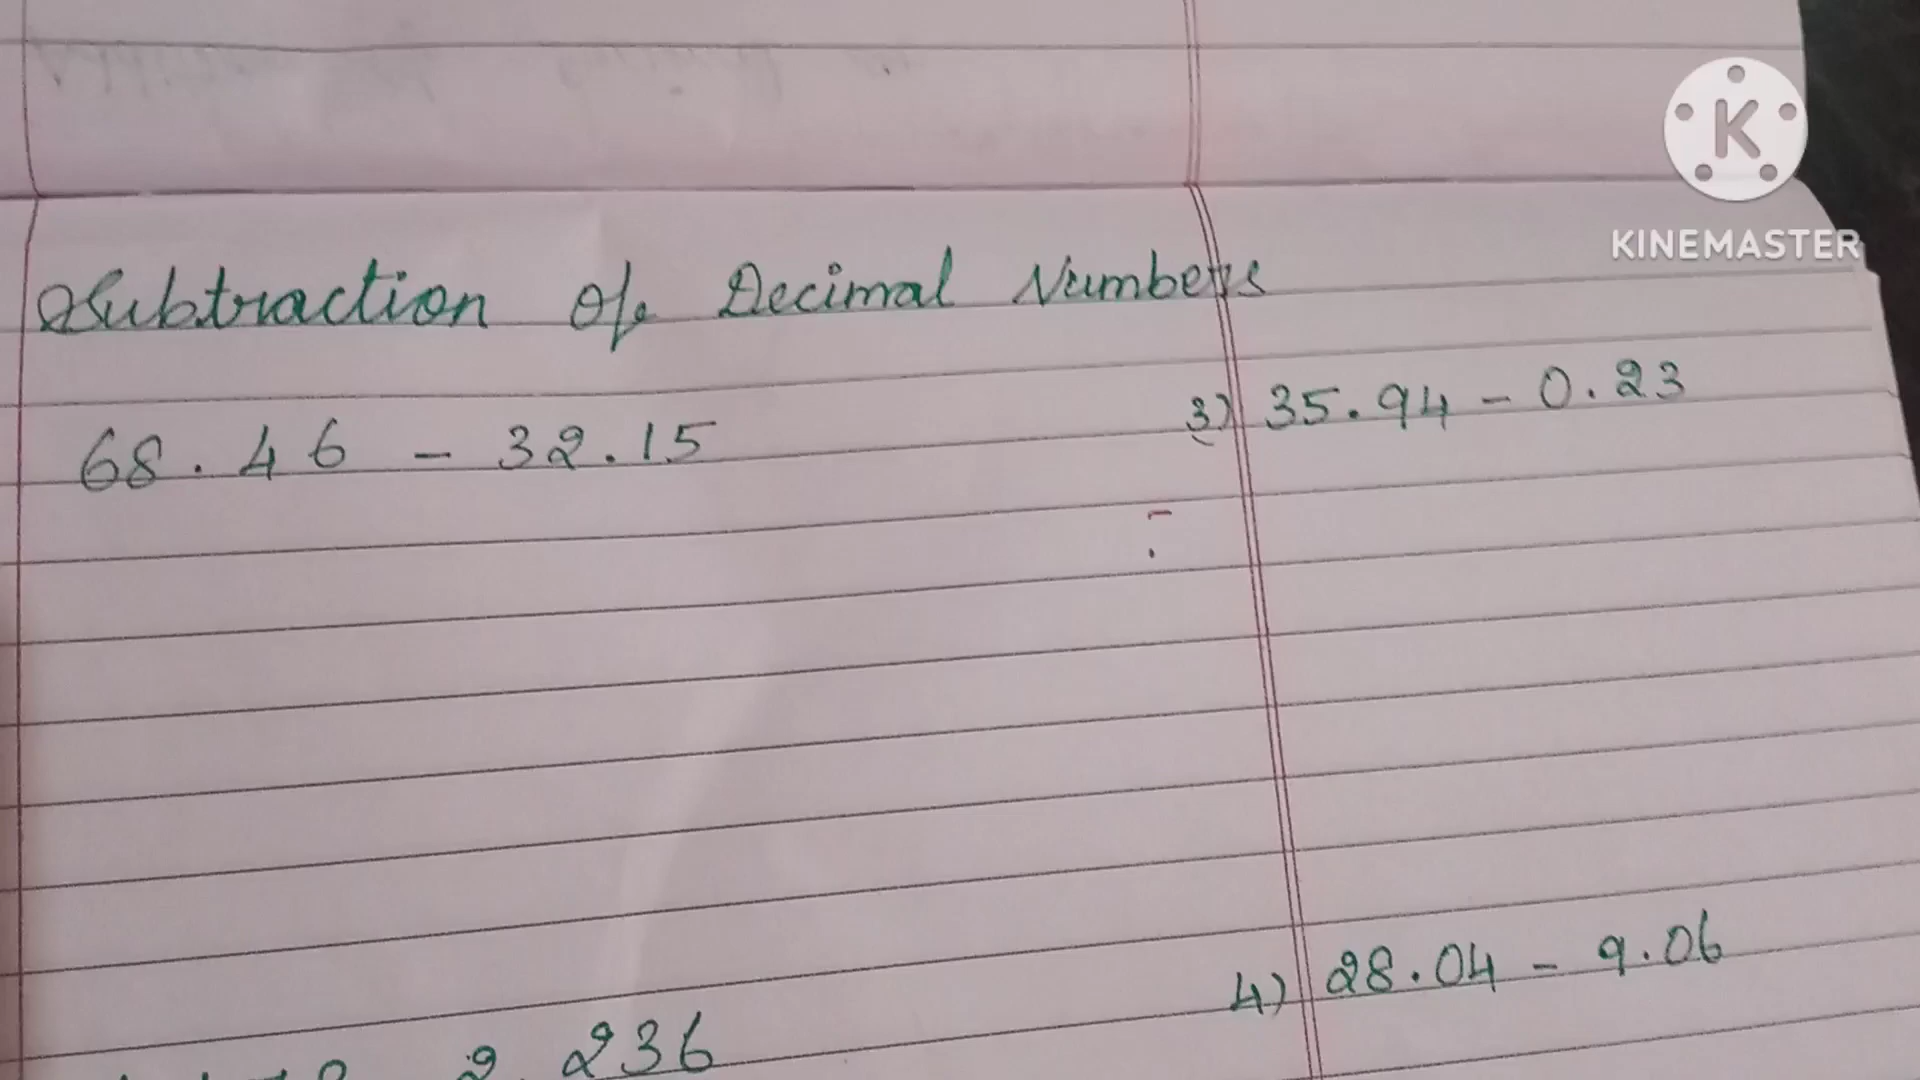 KINEMASTER
Subtraction of Decimal Numbers
68.46 - 32.15
3) 35.94 - 0.23
4) 28.04 - 9.06
236